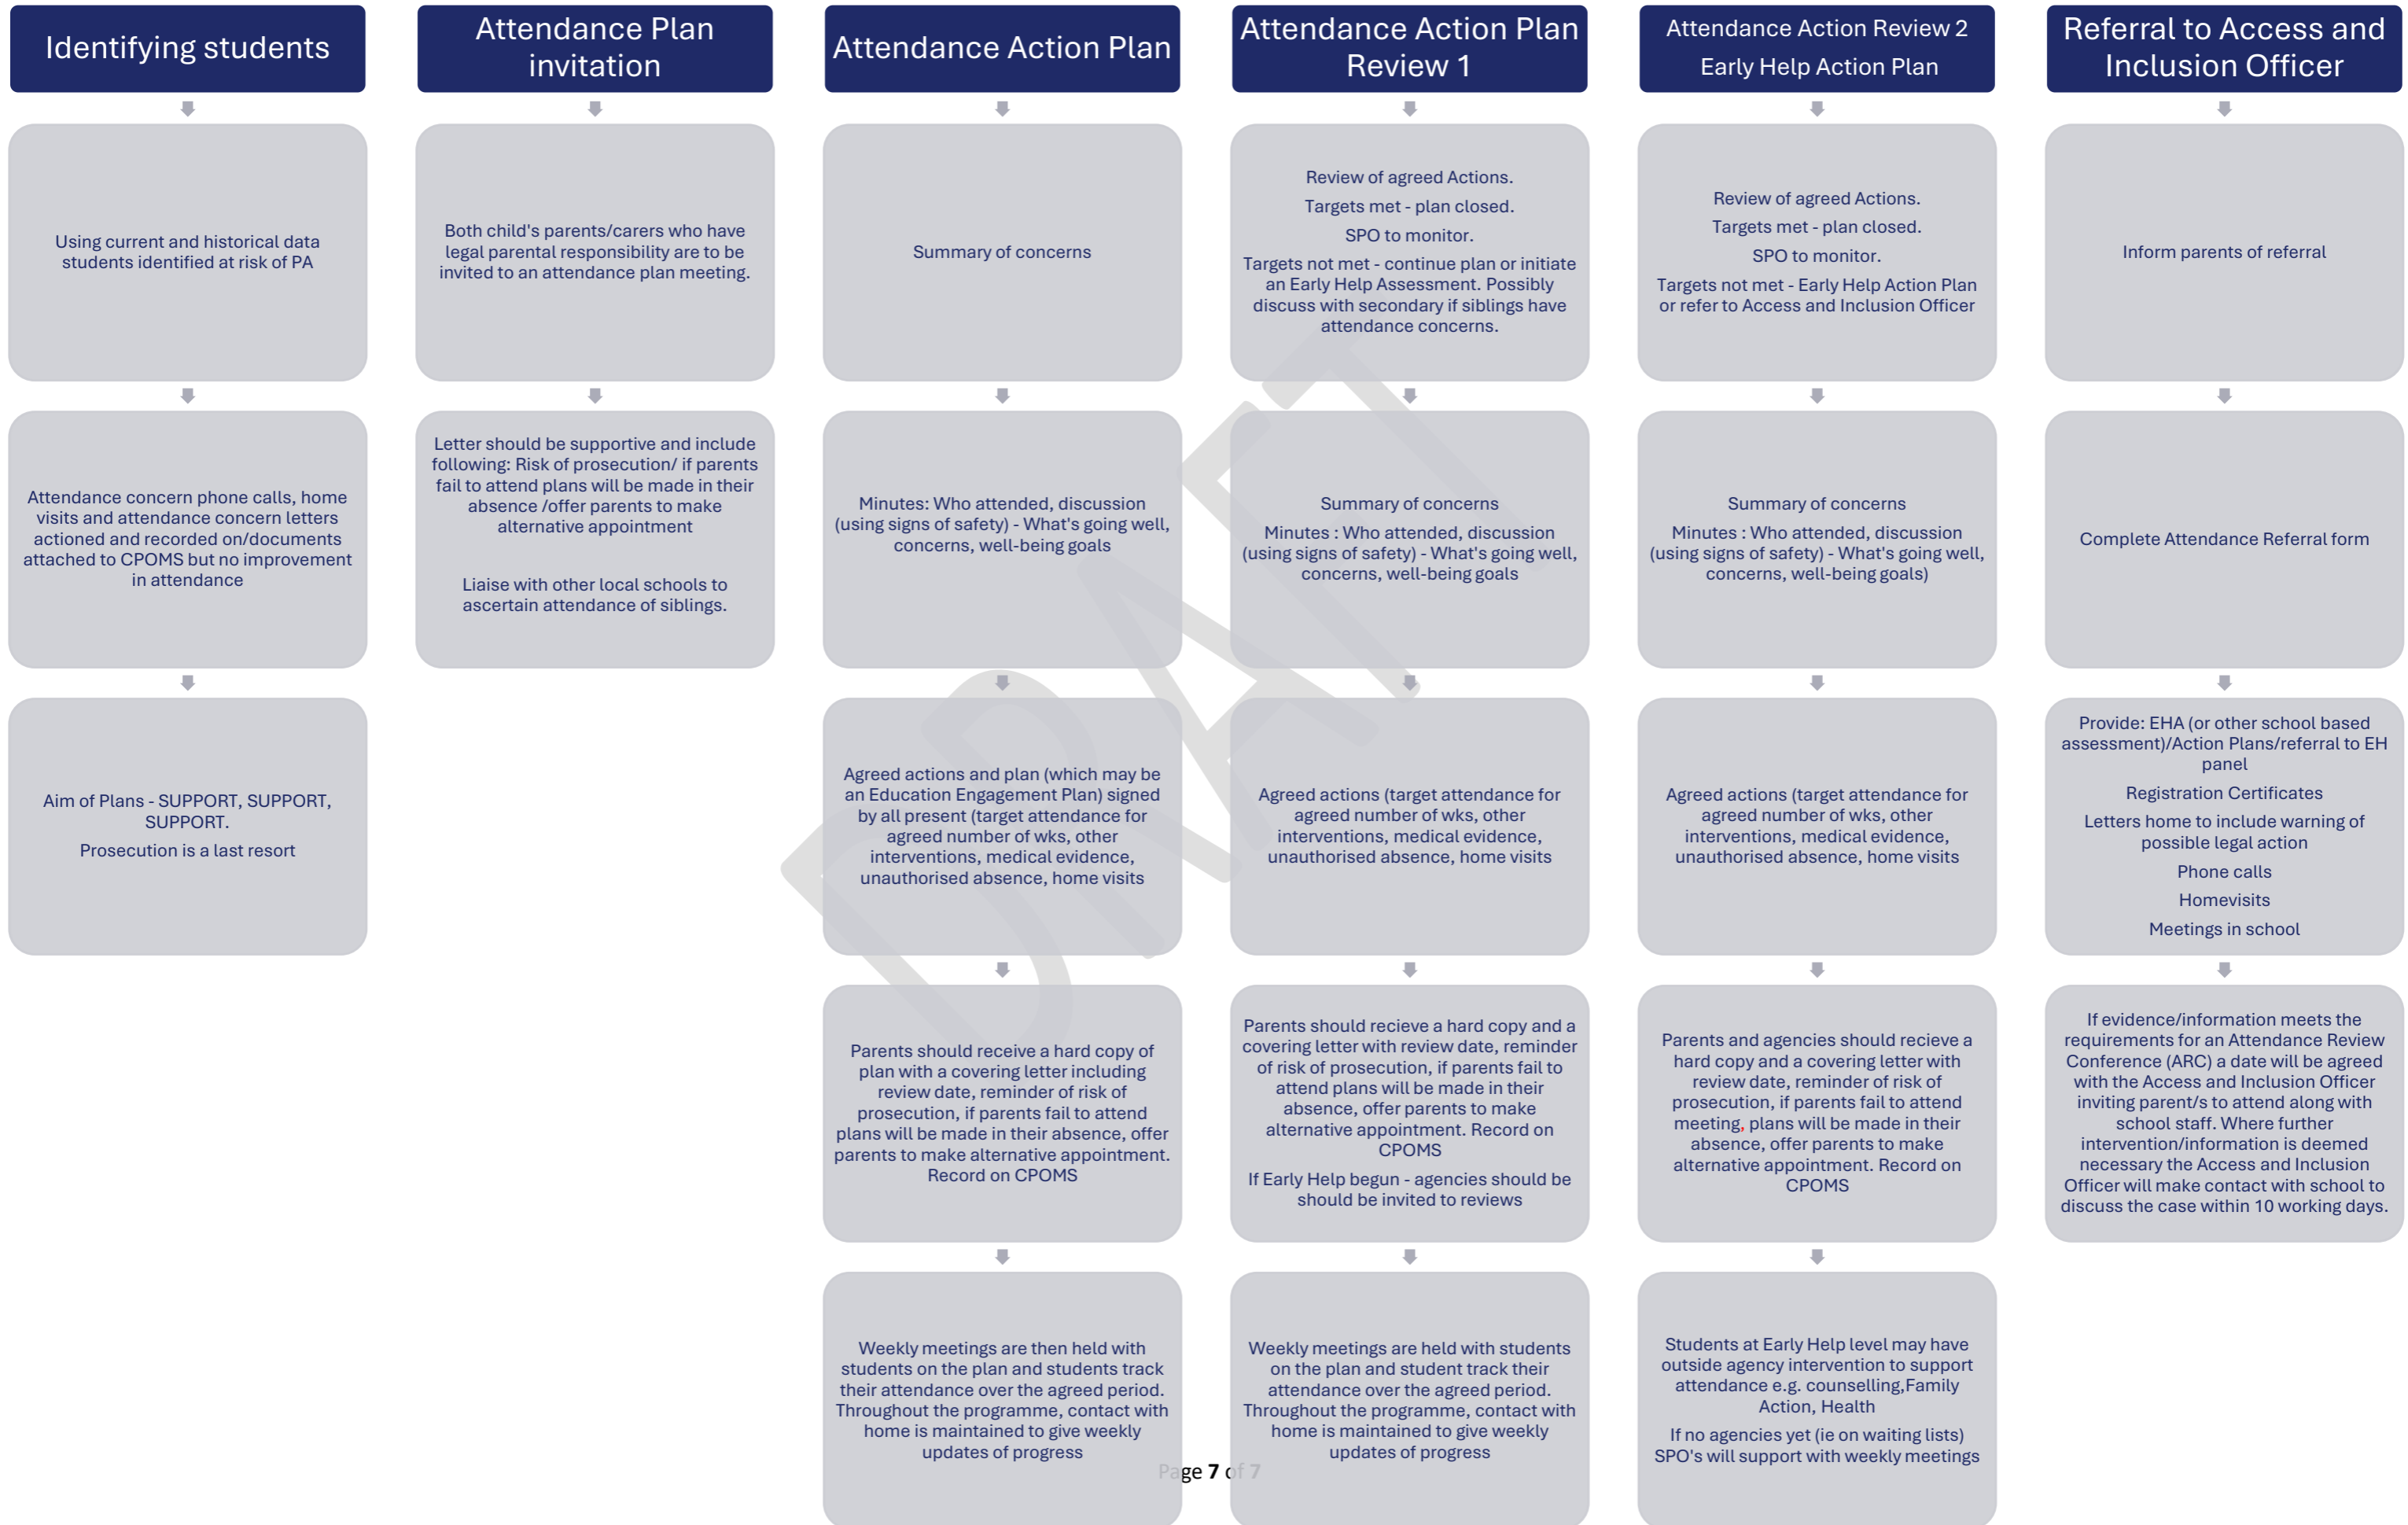 Identifying students
Using current and historical data
students identified at risk of PA
Attendance concern phone calls, home
visits and attendance concern letters
actioned and recorded on/documents
attached to CPOMS but no improvement
in attendance
Aim of Plans - SUPPORT, SUPPORT,
SUPPORT.
Prosecution is a last resort
Attendance Plan
invitation
Both child's parents/carers who have
legal parental responsibility are to be
invited to an attendance plan meeting.
Letter should be supportive and include
following: Risk of prosecution/ if parents
fail to attend plans will be made in their
absence /offer parents to make
alternative appointment
Liaise with other local schools to
ascertain attendance of siblings.
Attendance Action Plan
Summary of concerns
Minutes: Who attended, discussion
(using signs of safety) - What's going well,
concerns, well-being goals
Agreed actions and plan (which may be
an Education Engagement Plan) signed
by all present (target attendance for
agreed number of wks, other
interventions, medical evidence,
unauthorised absence, home visits
Parents should receive a hard copy of
plan with a covering letter including
review date, reminder of risk of
prosecution, if parents fail to attend
plans will be made in their absence, offer
parents to make alternative appointment.
Record on CPOMS
Weekly meetings are then held with
students on the plan and students track
their attendance over the agreed period.
Throughout the programme, contact with
home is maintained to give weekly
updates of progress
Attendance Action Plan
Review 1
Review of agreed Actions.
Targets met - plan closed.
SPO to monitor.
Targets not met - continue plan or initiate
an Early Help Assessment. Possibly
discuss with secondary if siblings have
attendance concerns.
Summary of concerns
Minutes : Who attended, discussion
(using signs of safety) - What's going well,
concerns, well-being goals
Agreed actions (target attendance for
agreed number of wks, other
interventions, medical evidence,
unauthorised absence, home visits
Parents should recieve a hard copy and a
covering letter with review date, reminder
of risk of prosecution, if parents fail to
attend plans will be made in their
absence, offer parents to make
alternative appointment. Record on
CPOMS
If Early Help begun - agencies should be
should be invited to reviews
Weekly meetings are held with students
on the plan and student track their
attendance over the agreed period.
Throughout the programme, contact with
home is maintained to give weekly
updates of progress
Attendance Action Review 2
Early Help Action Plan
Review of agreed Actions.
Targets met - plan closed.
SPO to monitor.
Targets not met - Early Help Action Plan
or refer to Access and Inclusion Officer
Summary of concerns
Minutes : Who attended, discussion
(using signs of safety) - What's going well,
concerns, well-being goals)
Agreed actions (target attendance for
agreed number of wks, other
interventions, medical evidence,
unauthorised absence, home visits
Parents and agencies should recieve a
hard copy and a covering letter with
review date, reminder of risk of
prosecution, if parents fail to attend
meeting, plans will be made in their
absence, offer parents to make
alternative appointment. Record on
CPOMS
Students at Early Help level may have
outside agency intervention to support
attendance e.g. counselling,Family
Action, Health
If no agencies yet (ie on waiting lists)
SPO's will support with weekly meetings
Referral to Access and
Inclusion Officer
Inform parents of referral
Complete Attendance Referral form
Provide: EHA (or other school based
assessment)/Action Plans/referral to EH
panel
Registration Certificates
Letters home to include warning of
possible legal action
Phone calls
Homevisits
Meetings in school
If evidence/information meets the
requirements for an Attendance Review
Conference (ARC) a date will be agreed
with the Access and Inclusion Officer
inviting parent/s to attend along with
school staff. Where further
intervention/information is deemed
necessary the Access and Inclusion
Officer will make contact with school to
discuss the case within 10 working days.
DRAFT
Page 7 of 7